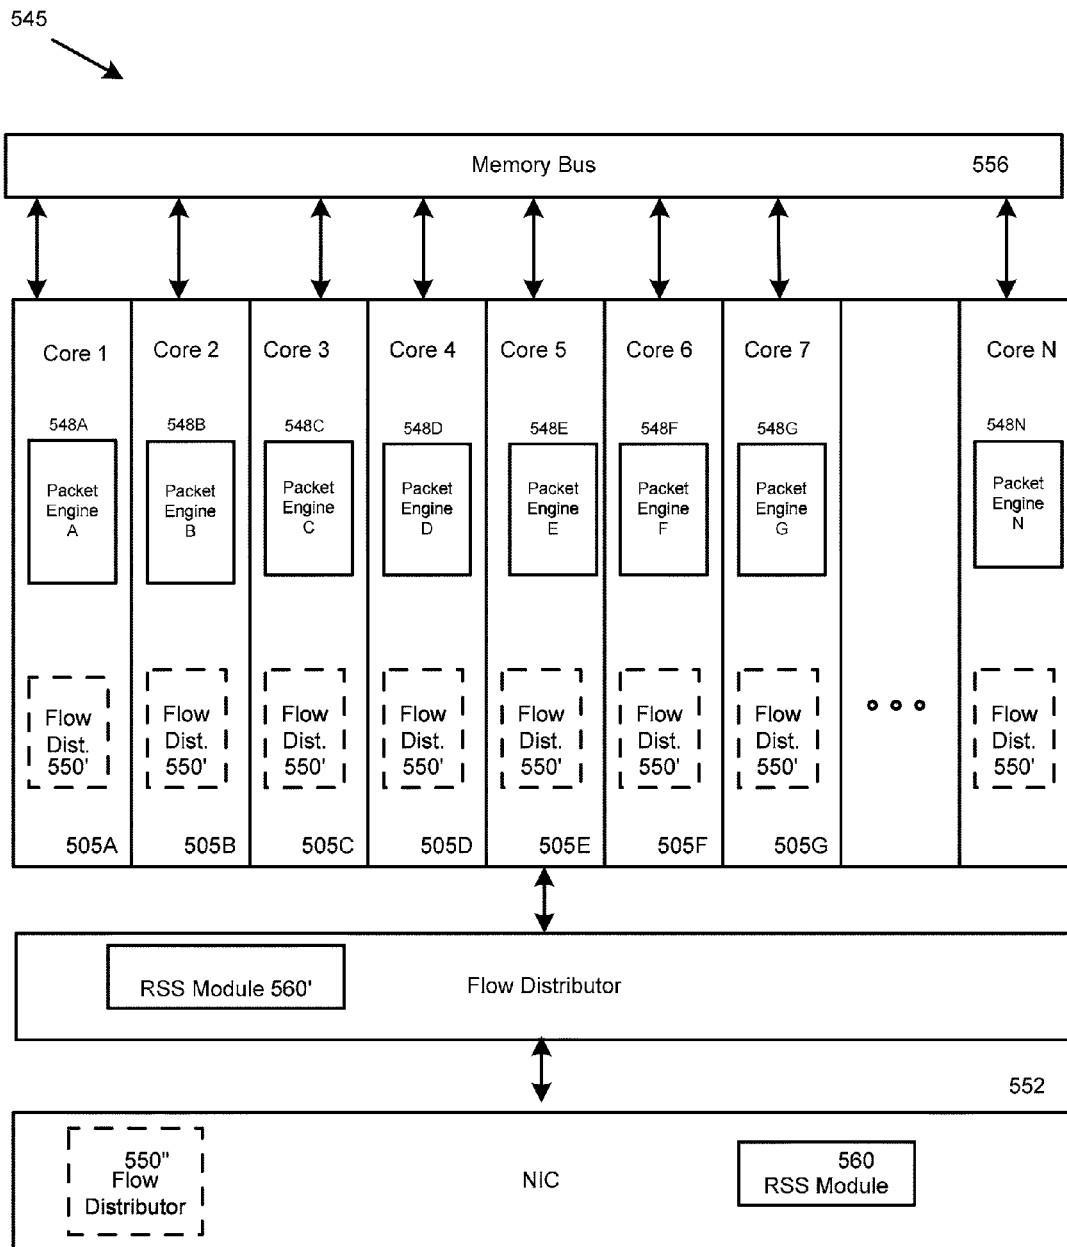 545
Memory Bus 556
Core 1 Core 2 Core 3 Core 4 Core 5 Core 6 Core 7 Core N
548A 548B 548C 548D 548E 548F 548G 548N
Packet Engine A
Packet Engine B
Packet Engine C
Packet Engine D
Packet Engine E
Packet Engine F
Packet Engine G
Packet Engine N
Flow Dist. 550'
Flow Dist. 550'
Flow Dist. 550'
Flow Dist. 550'
Flow Dist. 550'
Flow Dist. 550'
Flow Dist. 550'
Flow Dist. 550'
505A 505B 505C 505D 505E 505F 505G
RSS Module 560' Flow Distributor
552
550"
Flow
Distributor
NIC
560
RSS Module